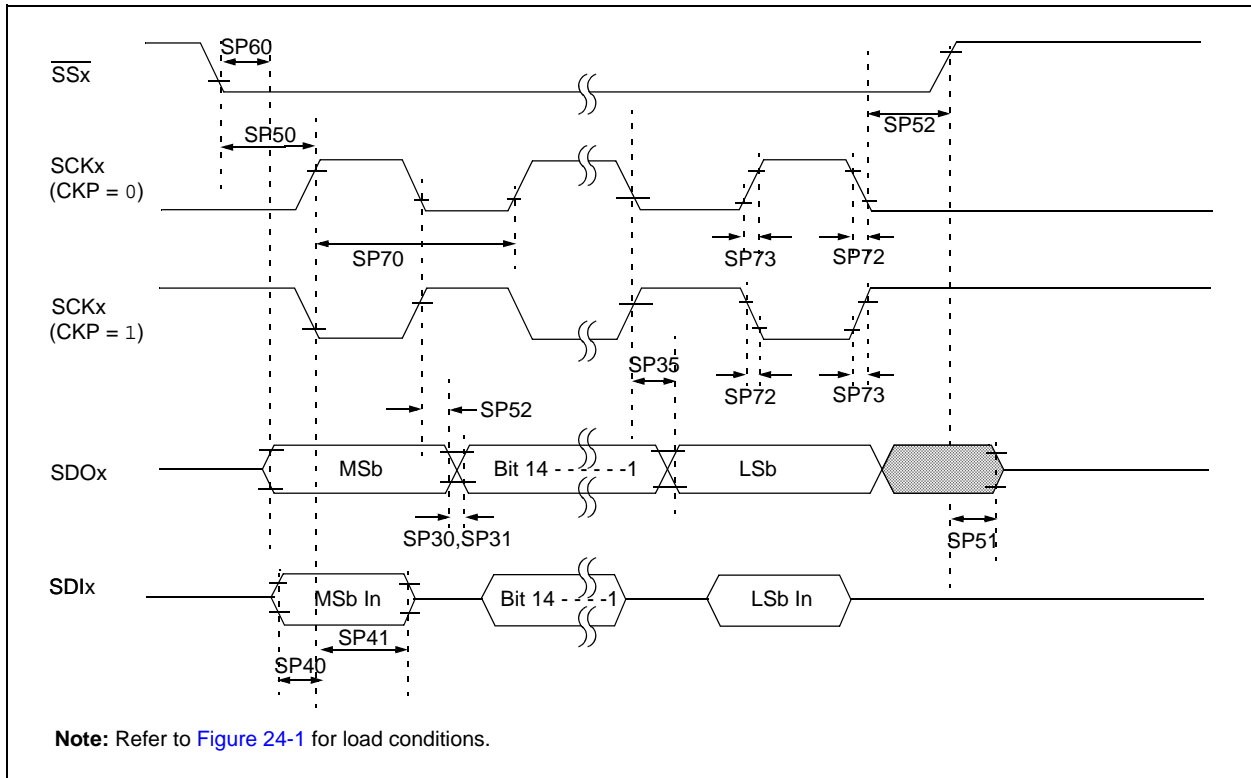 SP60
SSx
SP50
SP52
SCKx
(CKP = 0)
SP70
SP73
SP72
SCKx
(CKP = 1)
SP35
SP72
SP73
SP52
SDOx
MSb
Bit 14 - - - - - -1
LSb
SP30,SP31
SP51
SDIx
MSb In
Bit 14 - - - -1
LSb In
SP41
SP40
Note: Refer to Figure 24-1 for load conditions.